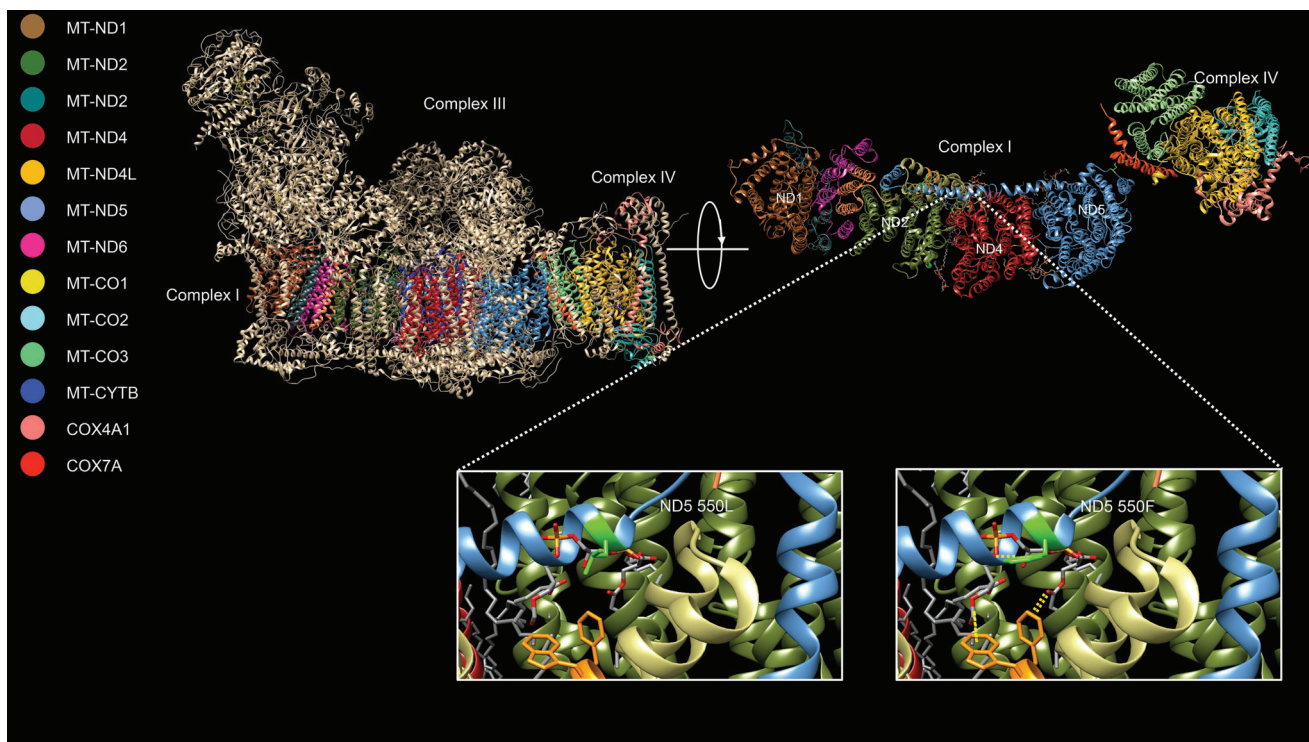 MT-ND1
MT-ND2
MT-ND2
MT-ND4
MT-ND4L
MT-ND5
MT-ND6
MT-CO1
MT-CO2
MT-CO3
MT-CYTB
COX4A1
COX7A
Complex III
Complex IV
Complex I
Complex IV
Complex I
ND1
ND2
ND4
ND5
ND5 550L
ND5 550F